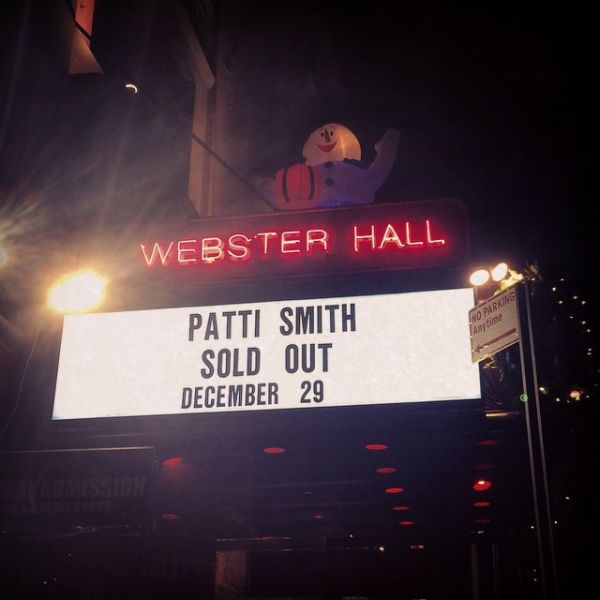 WEBSTER HALL
PATTI SMITH
SOLD OUT
DECEMBER 29
NO PARKING
Anytime
ADMISSION